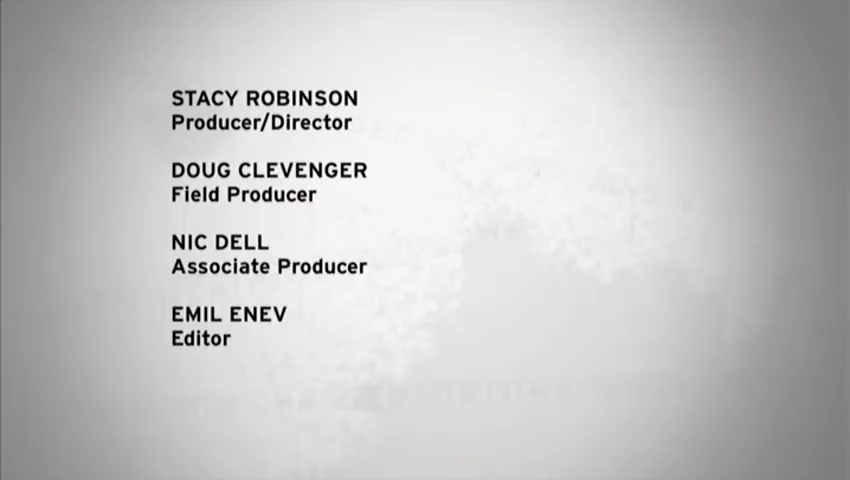 STACY ROBINSON
Producer/Director
DOUG CLEVENGER
Field Producer
NIC DELL
Associate Producer
EMIL ENEV
Editor